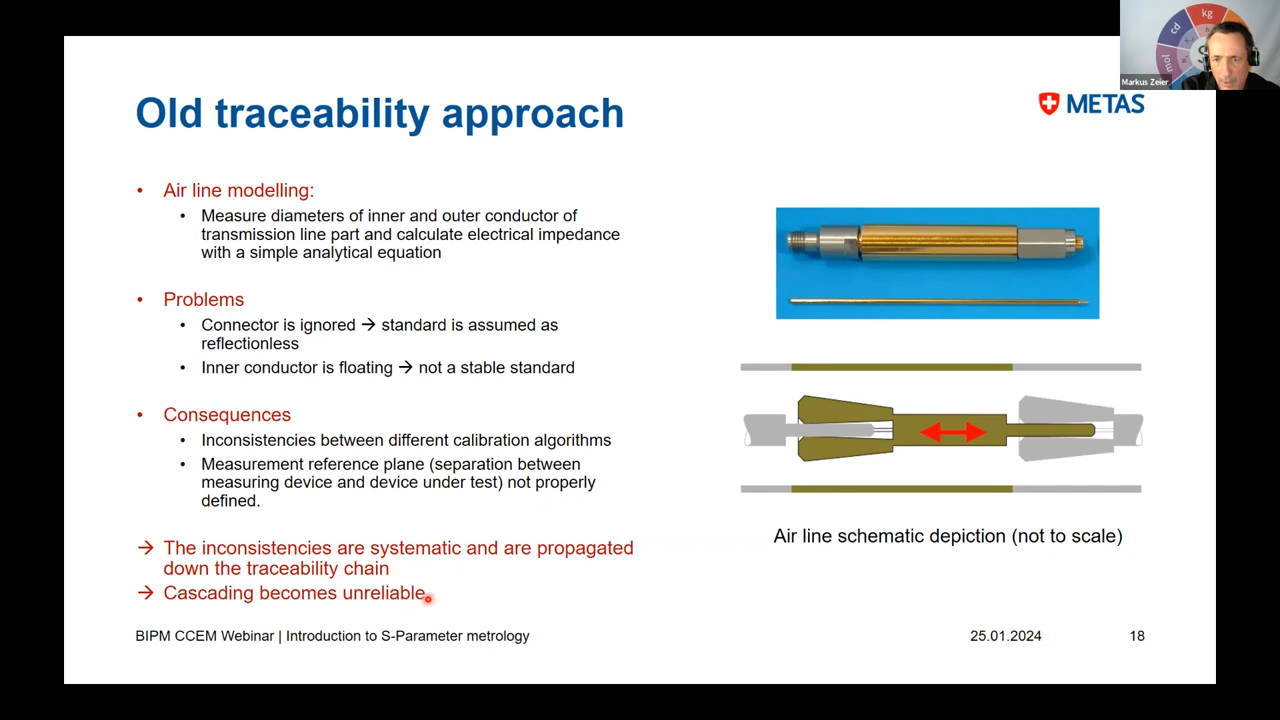 kg
cd
mol
Markus Zeier
Old traceability approach
METAS
• Air line modelling:
• Measure diameters of inner and outer conductor of
transmission line part and calculate electrical impedance
with a simple analytical equation
• Problems
• Connector is ignored → standard is assumed as
reflectionless
• Inner conductor is floating → not a stable standard
• Consequences
• Inconsistencies between different calibration algorithms
• Measurement reference plane (separation between
measuring device and device under test) not properly
defined.
→ The inconsistencies are systematic and are propagated
down the traceability chain
→ Cascading becomes unreliable
Air line schematic depiction (not to scale)
BIPM CCEM Webinar | Introduction to S-Parameter metrology
25.01.2024
18